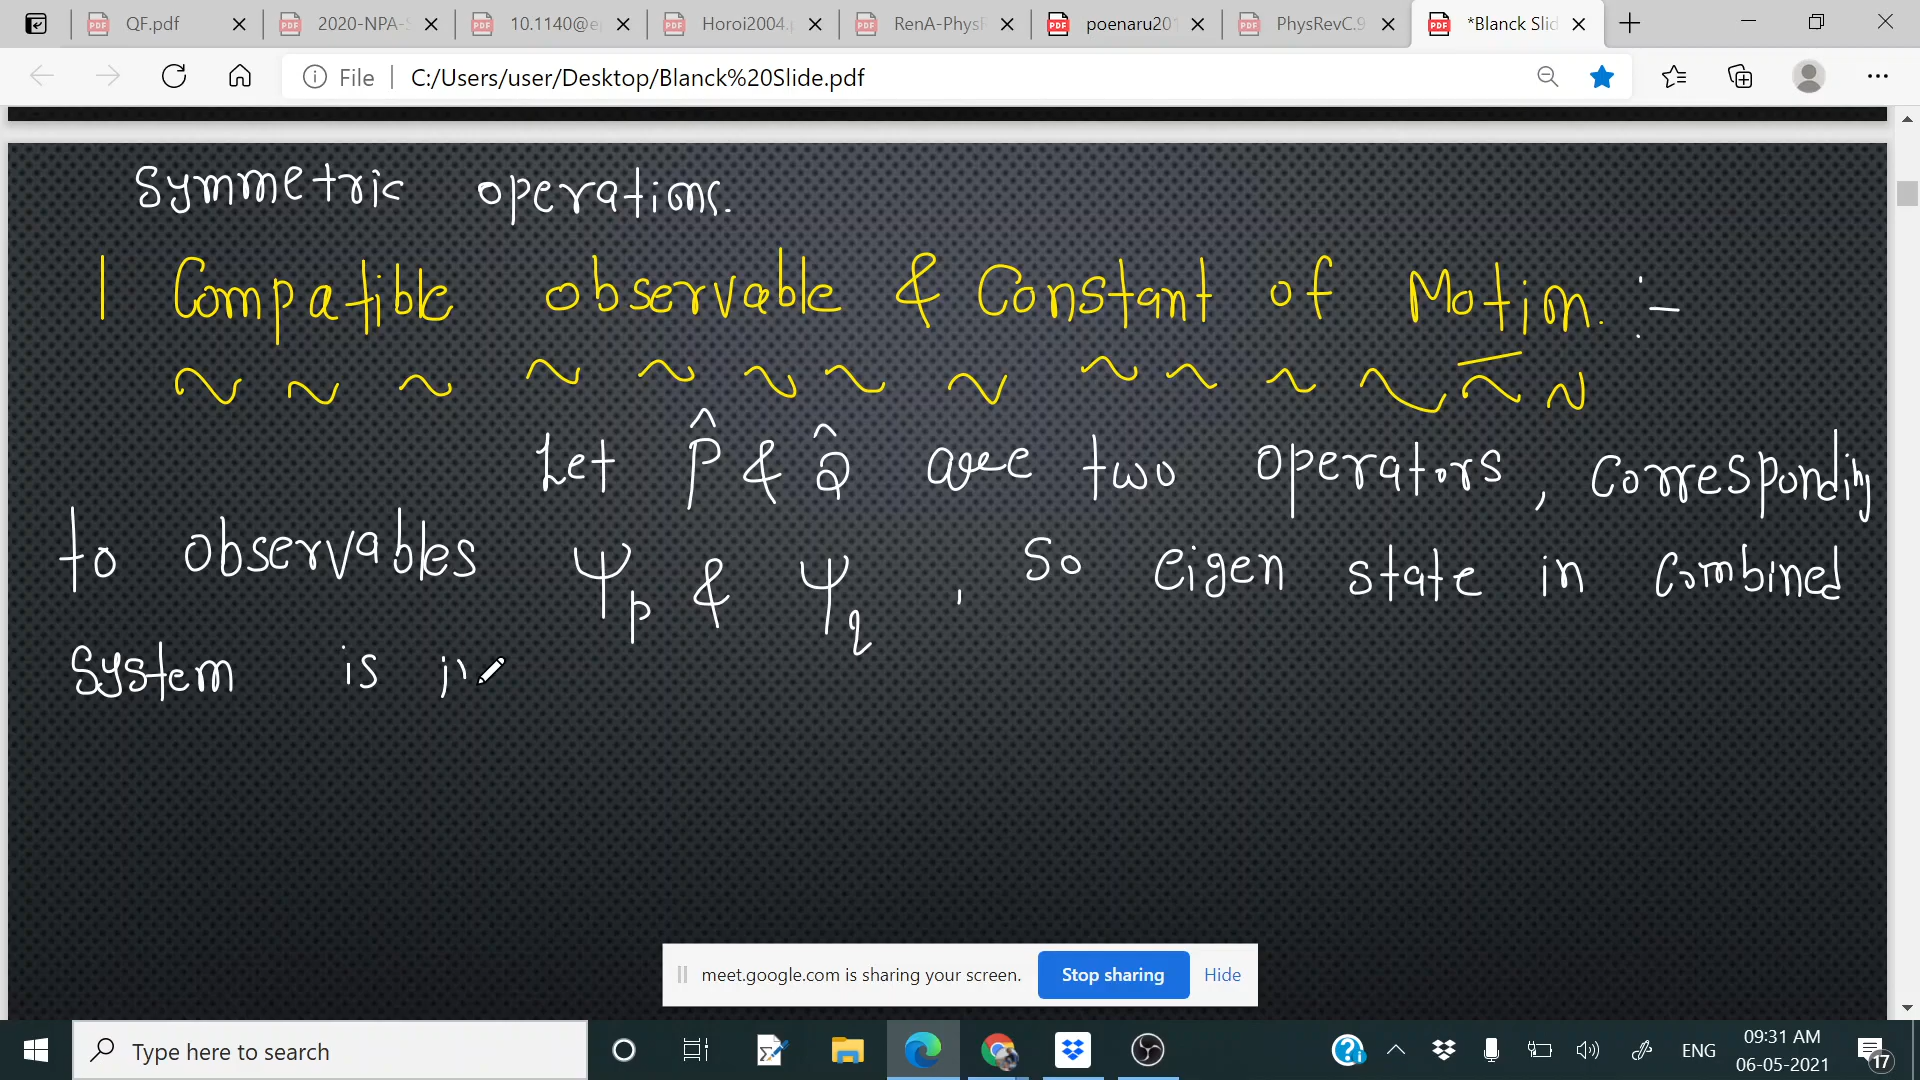 QF.pdf 2020-NPA- 10.1140@e Horoi2004. RenA-Phys poenaru201 PhysRevC.9 *Blanck Slid
File C:/Users/user/Desktop/Blanck%20Slide.pdf
Symmetric operations.
1 Compatible observable & Constant of Motion. :-
Let P̂ & Q̂ are two operators, corresponding
to observables Ψp & Ψq , So eigen state in Combined
System is
meet.google.com is sharing your screen. Stop sharing Hide
Type here to search
ENG
09:31 AM
06-05-2021
17